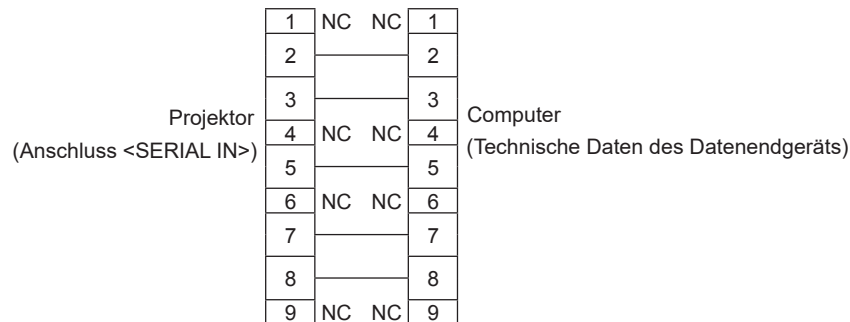 1 NC NC 1
2 2
3 3
Projektor
(Anschluss <SERIAL IN>)
4 NC NC 4
Computer
(Technische Daten des Datenendgeräts)
5 5
6 NC NC 6
7 7
8 8
9 NC NC 9